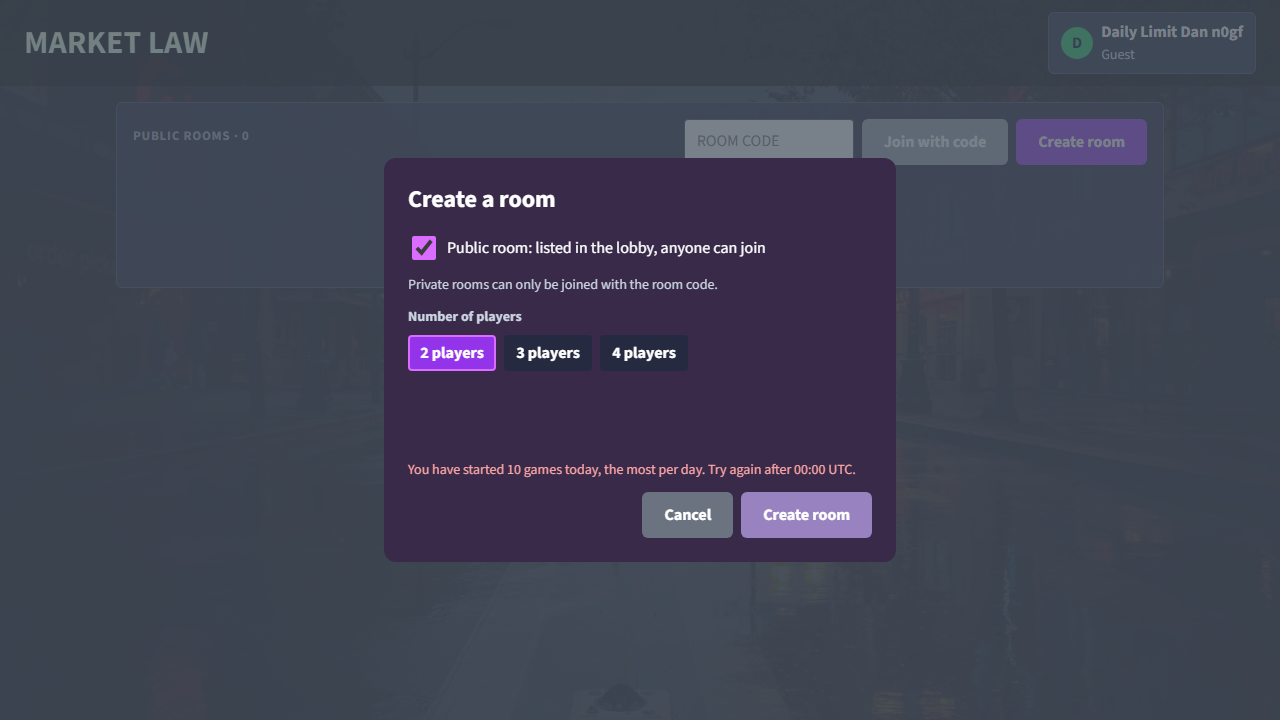 MARKET LAW
D
Daily Limit Dan n0gf
Guest
PUBLIC ROOMS · 0
ROOM CODE
Join with code
Create room
Create a room
Public room: listed in the lobby, anyone can join
Private rooms can only be joined with the room code.
Number of players
2 players
3 players
4 players
You have started 10 games today, the most per day. Try again after 00:00 UTC.
Cancel
Create room